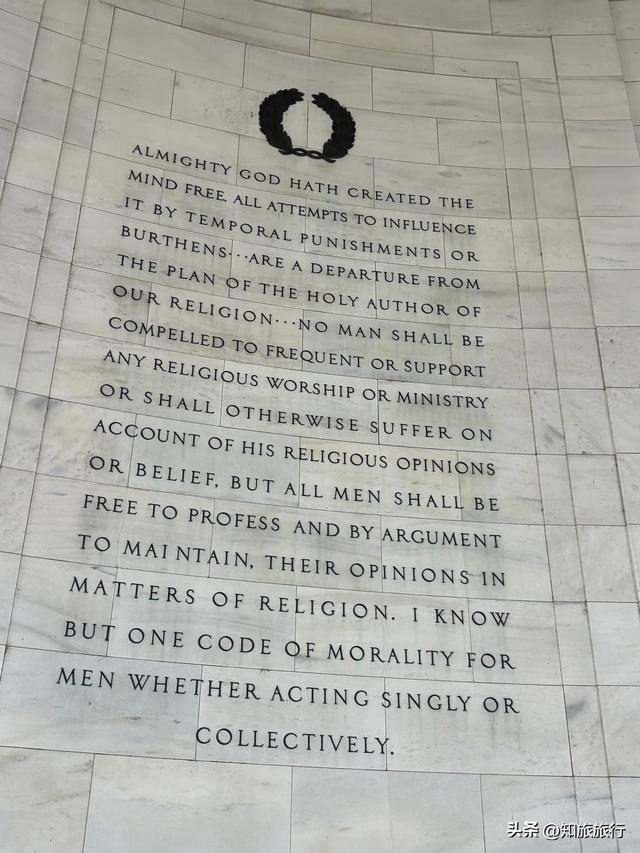 ALMIGHTY GOD HATH CREATED THE
MIND FREE. ALL ATTEMPTS TO INFLUENCE
IT BY TEMPORAL PUNISHMENTS OR
BURTHENS···ARE A DEPARTURE FROM
THE PLAN OF THE HOLY AUTHOR OF
OUR RELIGION···NO MAN SHALL BE
COMPELLED TO FREQUENT OR SUPPORT
ANY RELIGIOUS WORSHIP OR MINISTRY
OR SHALL OTHERWISE SUFFER ON
ACCOUNT OF HIS RELIGIOUS OPINIONS
OR BELIEF, BUT ALL MEN SHALL BE
FREE TO PROFESS AND BY ARGUMENT
TO MAINTAIN, THEIR OPINIONS IN
MATTERS OF RELIGION. I KNOW
BUT ONE CODE OF MORALITY FOR
MEN WHETHER ACTING SINGLY OR
COLLECTIVELY.
头条 @知旅旅行